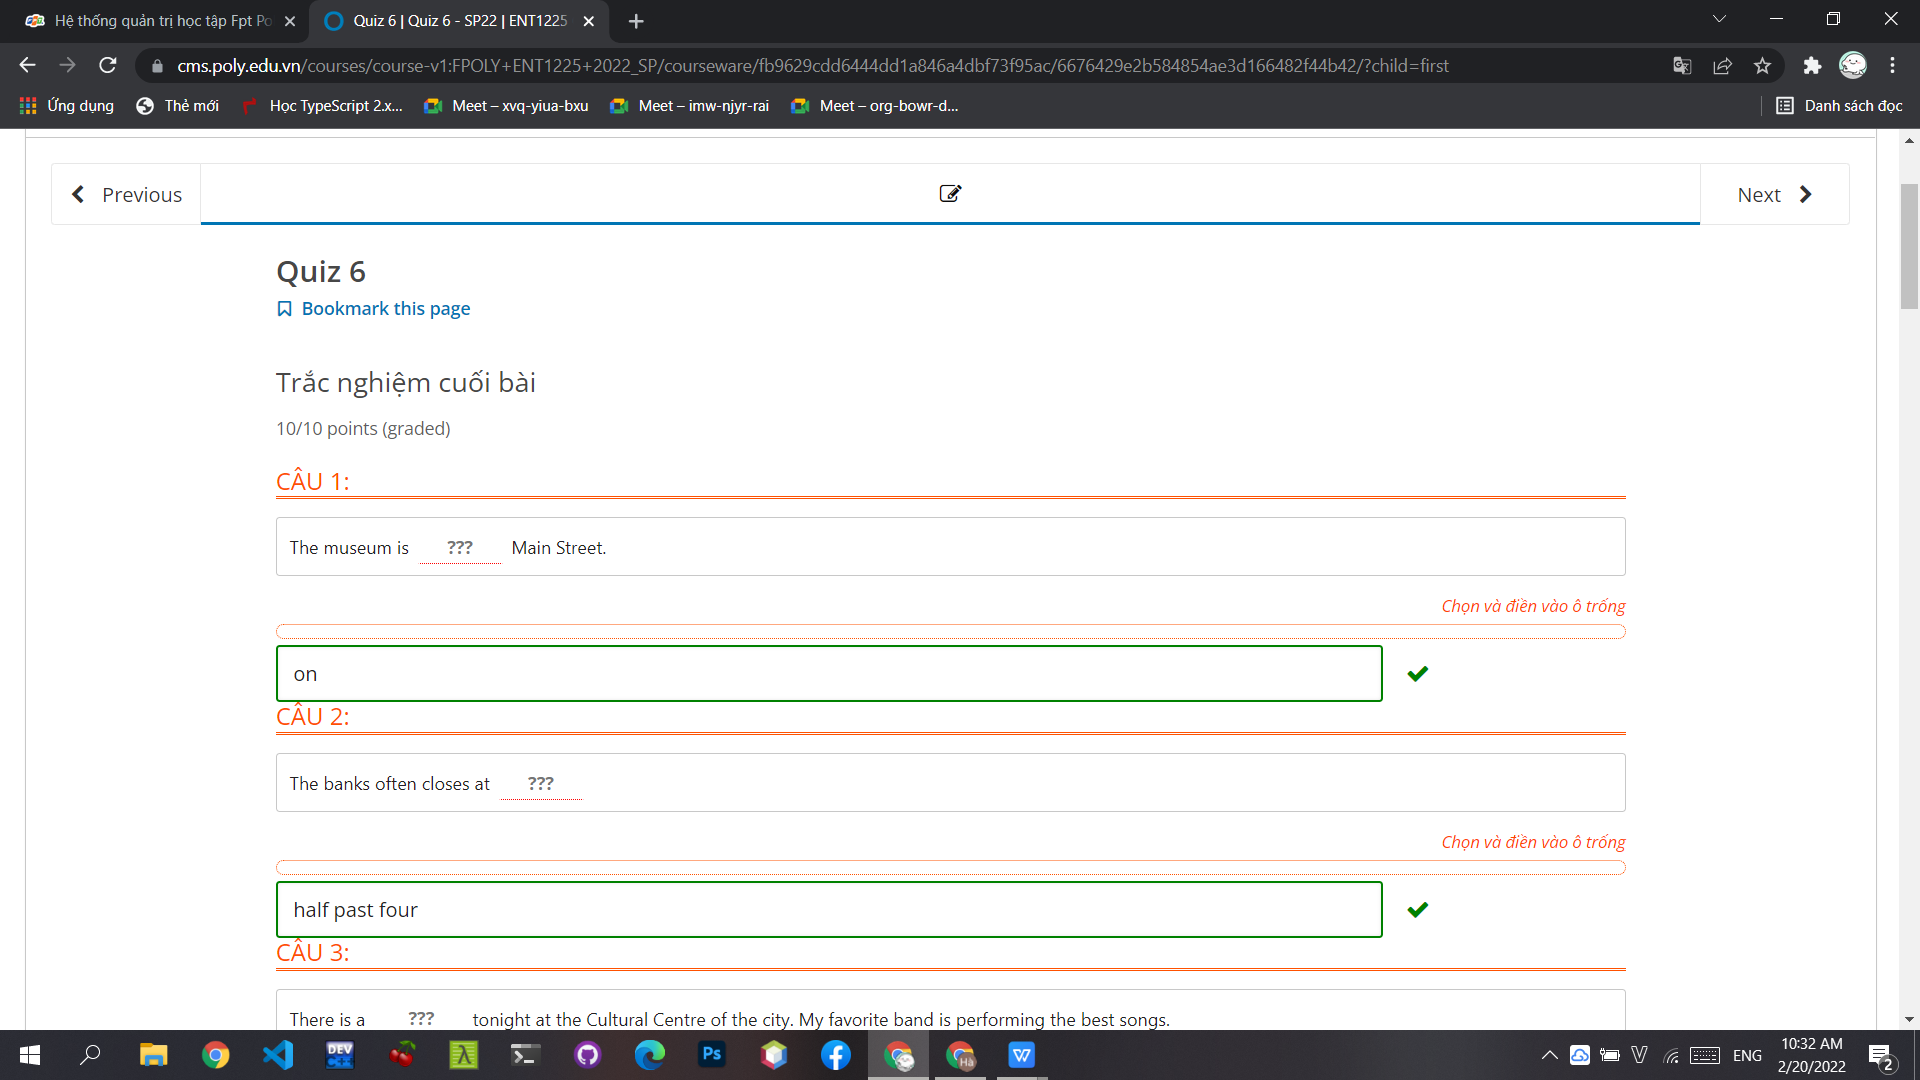 Hệ thống quản trị học tập Fpt Po
Quiz 6 | Quiz 6 - SP22 | ENT1225
cms.poly.edu.vn/courses/course-v1:FPOLY+ENT1225+2022_SP/courseware/fb9629cdd6444dd1a846a4dbf73f95ac/6676429e2b584854ae3d166482f44b42/?child=first
Ứng dụng
Thẻ mới
Học TypeScript 2.x...
Meet – xvq-yiua-bxu
Meet – imw-njyr-rai
Meet – org-bowr-d...
Danh sách đọc
Previous
Next
Quiz 6
Bookmark this page
Trắc nghiệm cuối bài
10/10 points (graded)
CÂU 1:
The museum is ??? Main Street.
Chọn và điền vào ô trống
on
CÂU 2:
The banks often closes at ???
Chọn và điền vào ô trống
half past four
CÂU 3:
There is a ??? tonight at the Cultural Centre of the city. My favorite band is performing the best songs.
DEV
C++
Ps
Hà
W
V
ENG
10:32 AM
2/20/2022
2